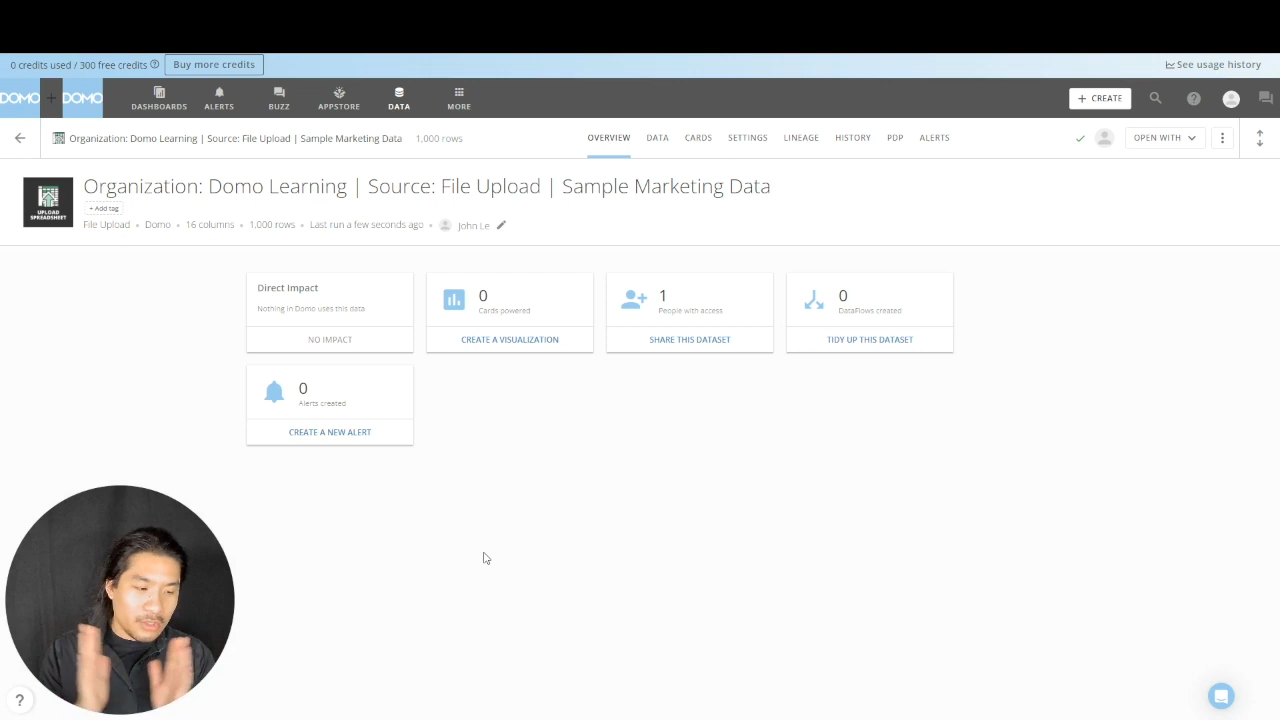 0 credits used / 300 free credits
Buy more credits
See usage history
DOMO + DOMO
DASHBOARDS
ALERTS
BUZZ
APPSTORE
DATA
MORE
+ CREATE
Organization: Domo Learning | Source: File Upload | Sample Marketing Data
1,000 rows
OVERVIEW
DATA
CARDS
SETTINGS
LINEAGE
HISTORY
PDP
ALERTS
OPEN WITH
UPLOAD
SPREADSHEET
Organization: Domo Learning | Source: File Upload | Sample Marketing Data
+ Add tag
File Upload • Domo • 16 columns • 1,000 rows • Last run a few seconds ago • John Le
Direct Impact
Nothing in Domo uses this data
NO IMPACT
0
Cards powered
CREATE A VISUALIZATION
1
People with access
SHARE THIS DATASET
0
DataFlows created
TIDY UP THIS DATASET
0
Alerts created
CREATE A NEW ALERT
?